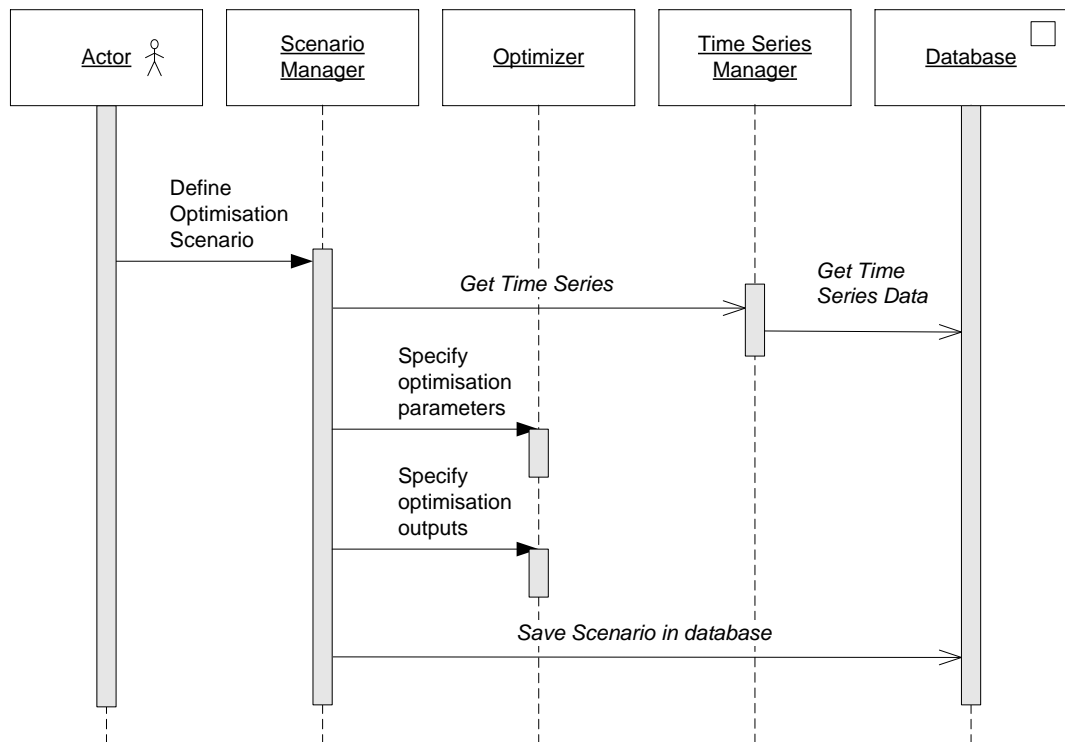 Actor
Scenario
Manager
Optimizer
Time Series
Manager
Database
Define
Optimisation
Scenario
Get Time Series
Get Time
Series Data
Specify
optimisation
parameters
Specify
optimisation
outputs
Save Scenario in database